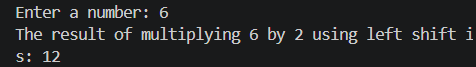 Enter a number: 6
The result of multiplying 6 by 2 using left shift i
s: 12